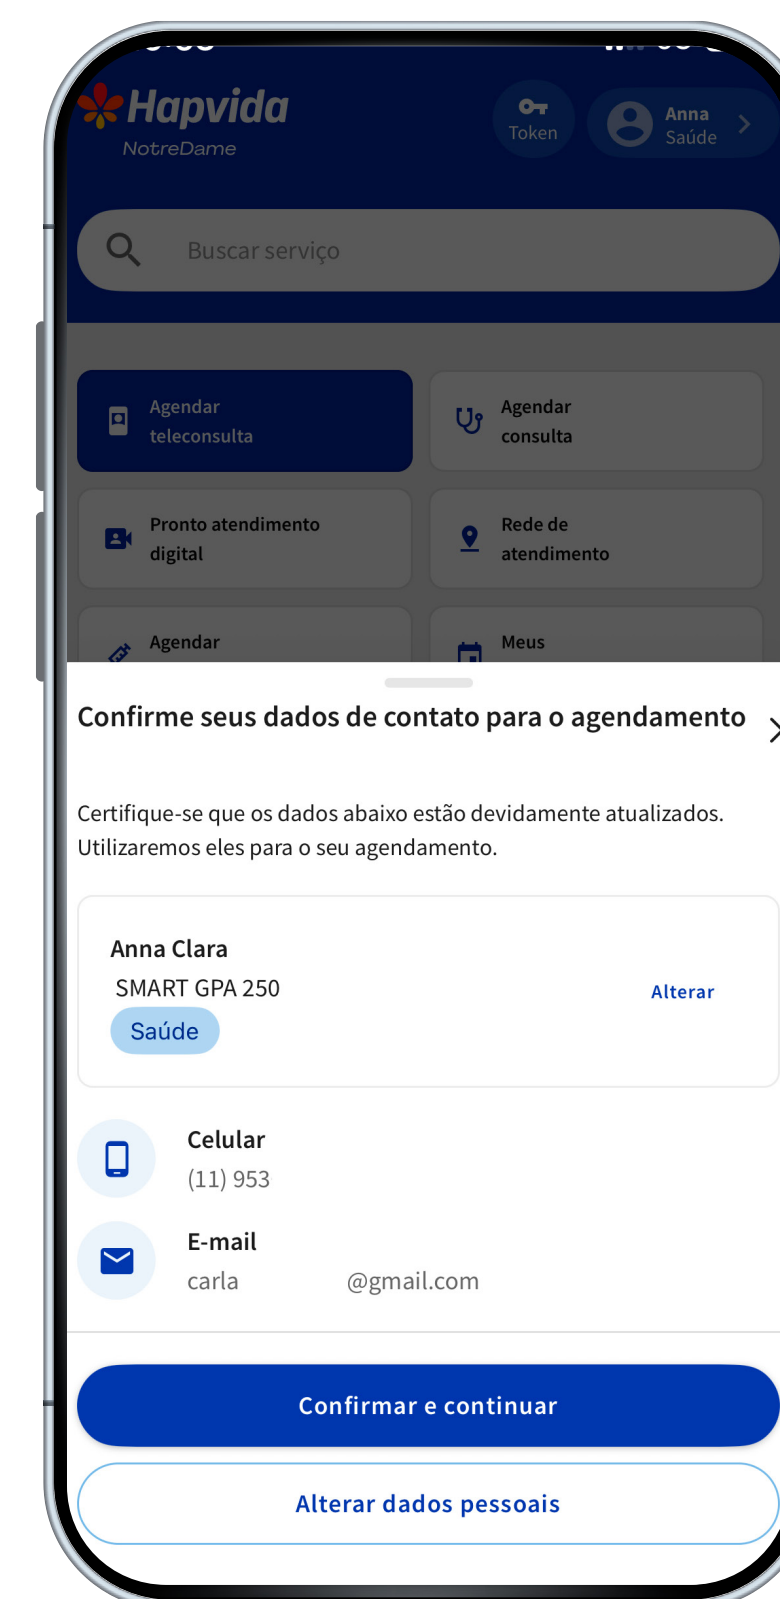 Hapvida
NotreDame
Token
Anna
Saúde
Buscar serviço
Agendar
teleconsulta
Agendar
consulta
Pronto atendimento
digital
Rede de
atendimento
Agendar
Meus
Confirme seus dados de contato para o agendamento
Certifique-se que os dados abaixo estão devidamente atualizados.
Utilizaremos eles para o seu agendamento.
Anna Clara
SMART GPA 250
Alterar
Saúde
Celular
(11) 953
E-mail
carla @gmail.com
Confirmar e continuar
Alterar dados pessoais